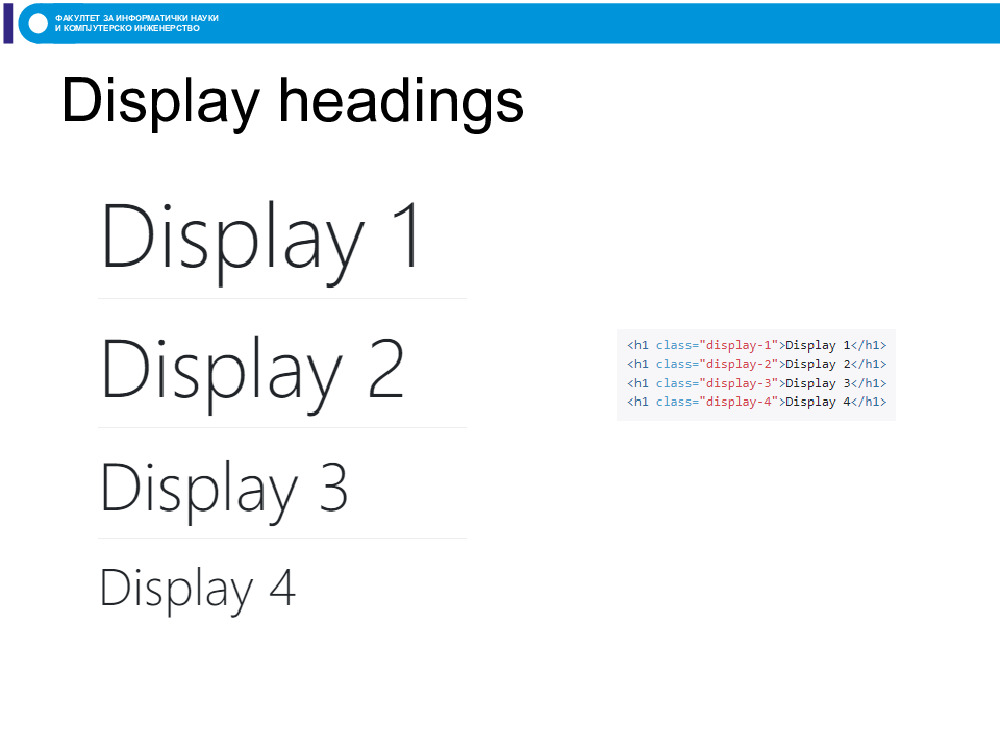 ФАКУЛТЕТ ЗА ИНФОРМАТИЧКИ НАУКИ
И КОМПЈУТЕРСКО ИНЖЕНЕРСТВО
Display headings
Display 1
Display 2
Display 3
Display 4
<h1 class="display-1">Display 1</h1>
<h1 class="display-2">Display 2</h1>
<h1 class="display-3">Display 3</h1>
<h1 class="display-4">Display 4</h1>